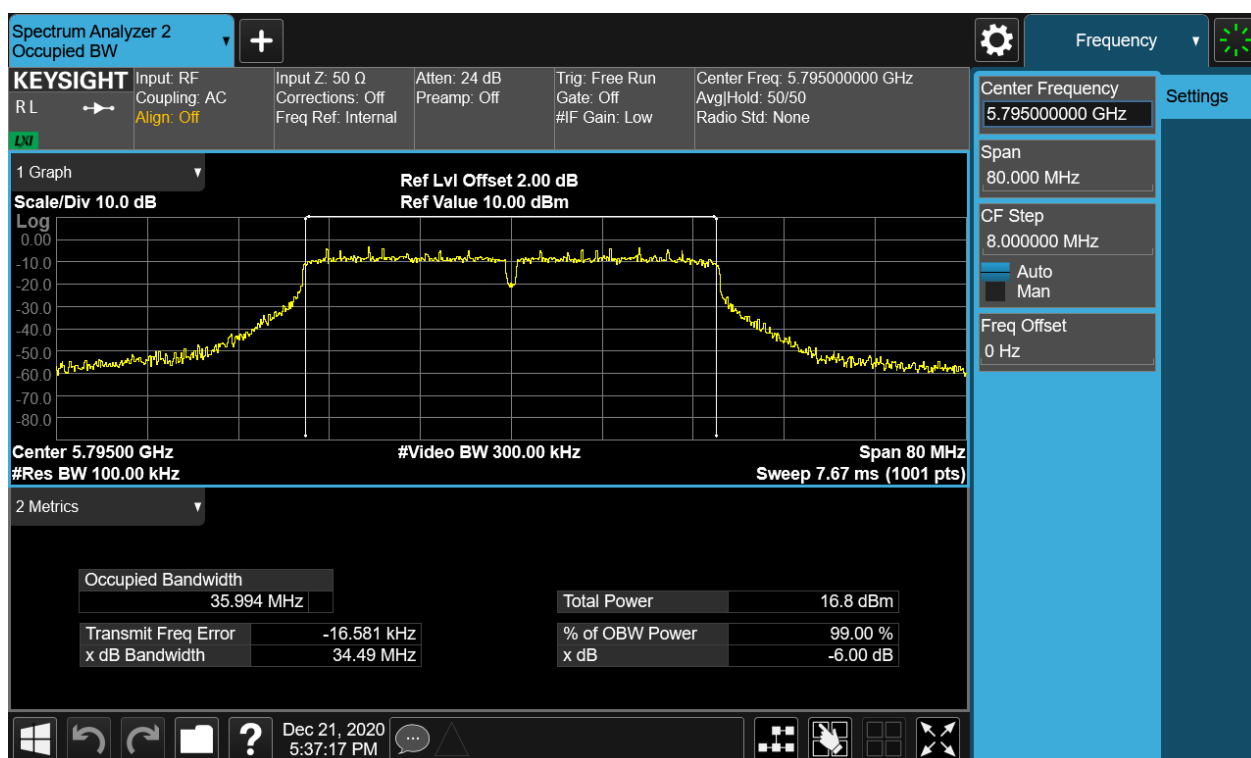 Spectrum Analyzer 2
Occupied BW
Frequency
KEYSIGHT
R L
LXI
Input: RF
Coupling: AC
Align: Off
Input Z: 50 Ω
Corrections: Off
Freq Ref: Internal
Atten: 24 dB
Preamp: Off
Trig: Free Run
Gate: Off
#IF Gain: Low
Center Freq: 5.795000000 GHz
Avg|Hold: 50/50
Radio Std: None
Center Frequency
5.795000000 GHz
Settings
Span
80.000 MHz
CF Step
8.000000 MHz
Auto
Man
Freq Offset
0 Hz
1 Graph
Scale/Div 10.0 dB
Ref Lvl Offset 2.00 dB
Ref Value 10.00 dBm
Log
0.00
-10.0
-20.0
-30.0
-40.0
-50.0
-60.0
-70.0
-80.0
Center 5.79500 GHz
#Video BW 300.00 kHz
Span 80 MHz
#Res BW 100.00 kHz
Sweep 7.67 ms (1001 pts)
2 Metrics
Occupied Bandwidth
35.994 MHz
Total Power 16.8 dBm
Transmit Freq Error -16.581 kHz
% of OBW Power 99.00 %
x dB Bandwidth 34.49 MHz
x dB -6.00 dB
?
Dec 21, 2020
5:37:17 PM